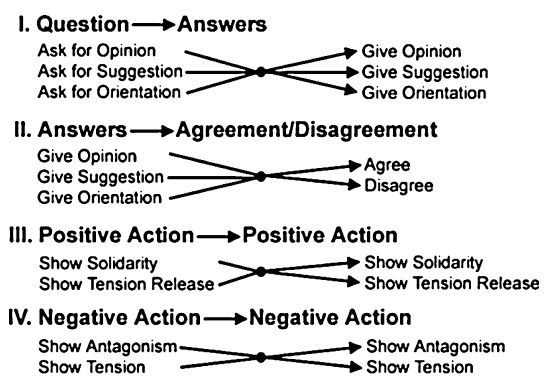 I. Question → Answers
Ask for Opinion Give Opinion
Ask for Suggestion Give Suggestion
Ask for Orientation Give Orientation
II. Answers → Agreement/Disagreement
Give Opinion Agree
Give Suggestion Disagree
Give Orientation
III. Positive Action → Positive Action
Show Solidarity Show Solidarity
Show Tension Release Show Tension Release
IV. Negative Action → Negative Action
Show Antagonism Show Antagonism
Show Tension Show Tension